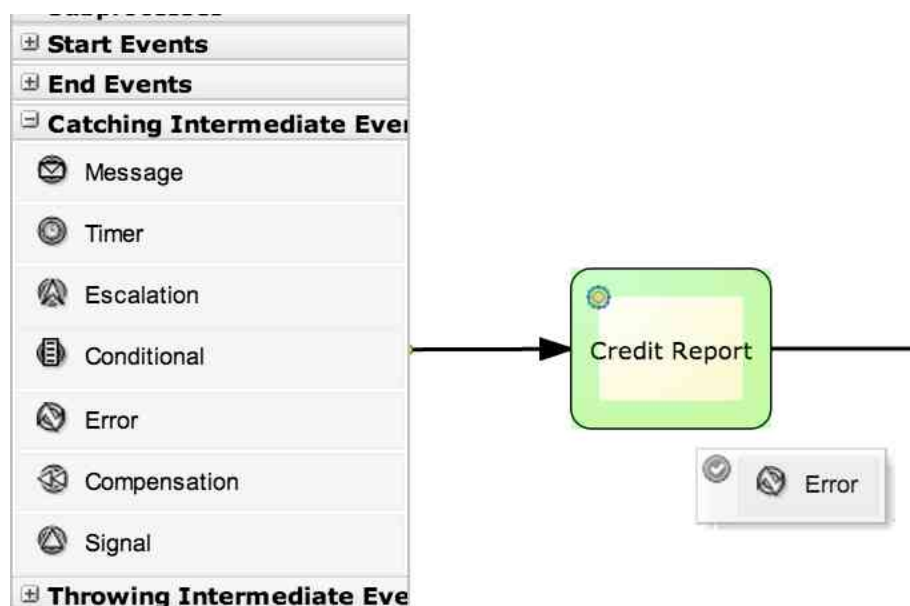 Start Events
End Events
Catching Intermediate Ever
Message
Timer
Escalation
Conditional
Error
Compensation
Signal
Throwing Intermediate Eve
Credit Report
Error